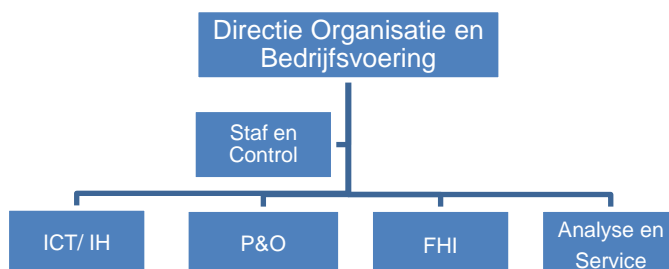 Directie Organisatie en
Bedrijfsvoering
Staf en
Control
ICT/ IH
P&O
FHI
Analyse en
Service